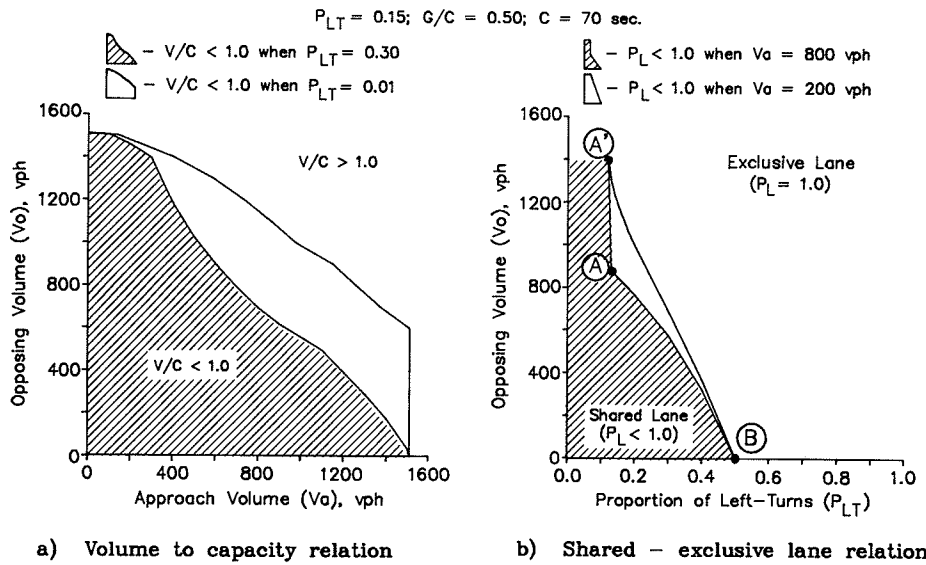 P_LT = 0.15; G/C = 0.50; C = 70 sec.
– V/C < 1.0 when P_LT = 0.30
– V/C < 1.0 when P_LT = 0.01
1600
1200
800
400
0
Opposing Volume (Vo), vph
V/C > 1.0
V/C < 1.0
0 400 800 1200 1600
Approach Volume (Va), vph
a) Volume to capacity relation
– P_L < 1.0 when Va = 800 vph
– P_L < 1.0 when Va = 200 vph
1600
1200
800
400
0
Opposing Volume (Vo), vph
A'
Exclusive Lane
(P_L = 1.0)
A
Shared Lane
(P_L < 1.0)
B
0.0 0.2 0.4 0.6 0.8 1.0
Proportion of Left-Turns (P_LT)
b) Shared – exclusive lane relation